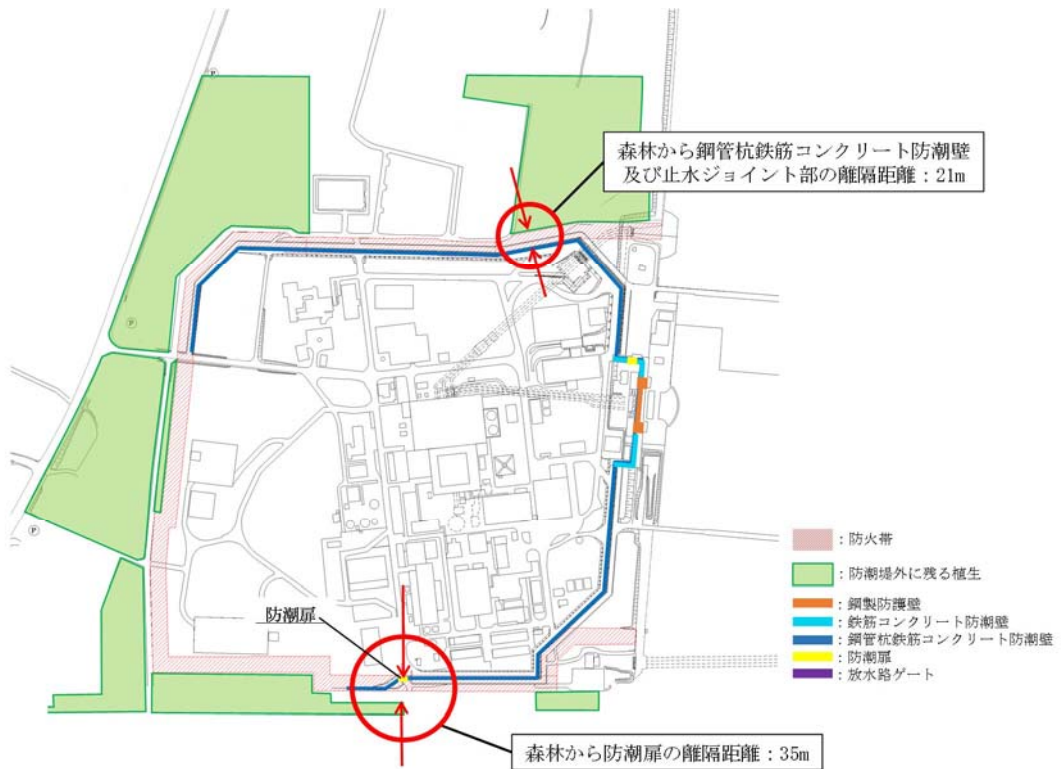 P
森林から鋼管杭鉄筋コンクリート防潮壁
及び止水ジョイント部の離隔距離：21m
P
P
：防火帯
：防潮堤外に残る植生
：鋼製防護壁
：鉄筋コンクリート防潮壁
：鋼管杭鉄筋コンクリート防潮壁
：防潮扉
：放水路ゲート
防潮扉
森林から防潮扉の離隔距離：35m